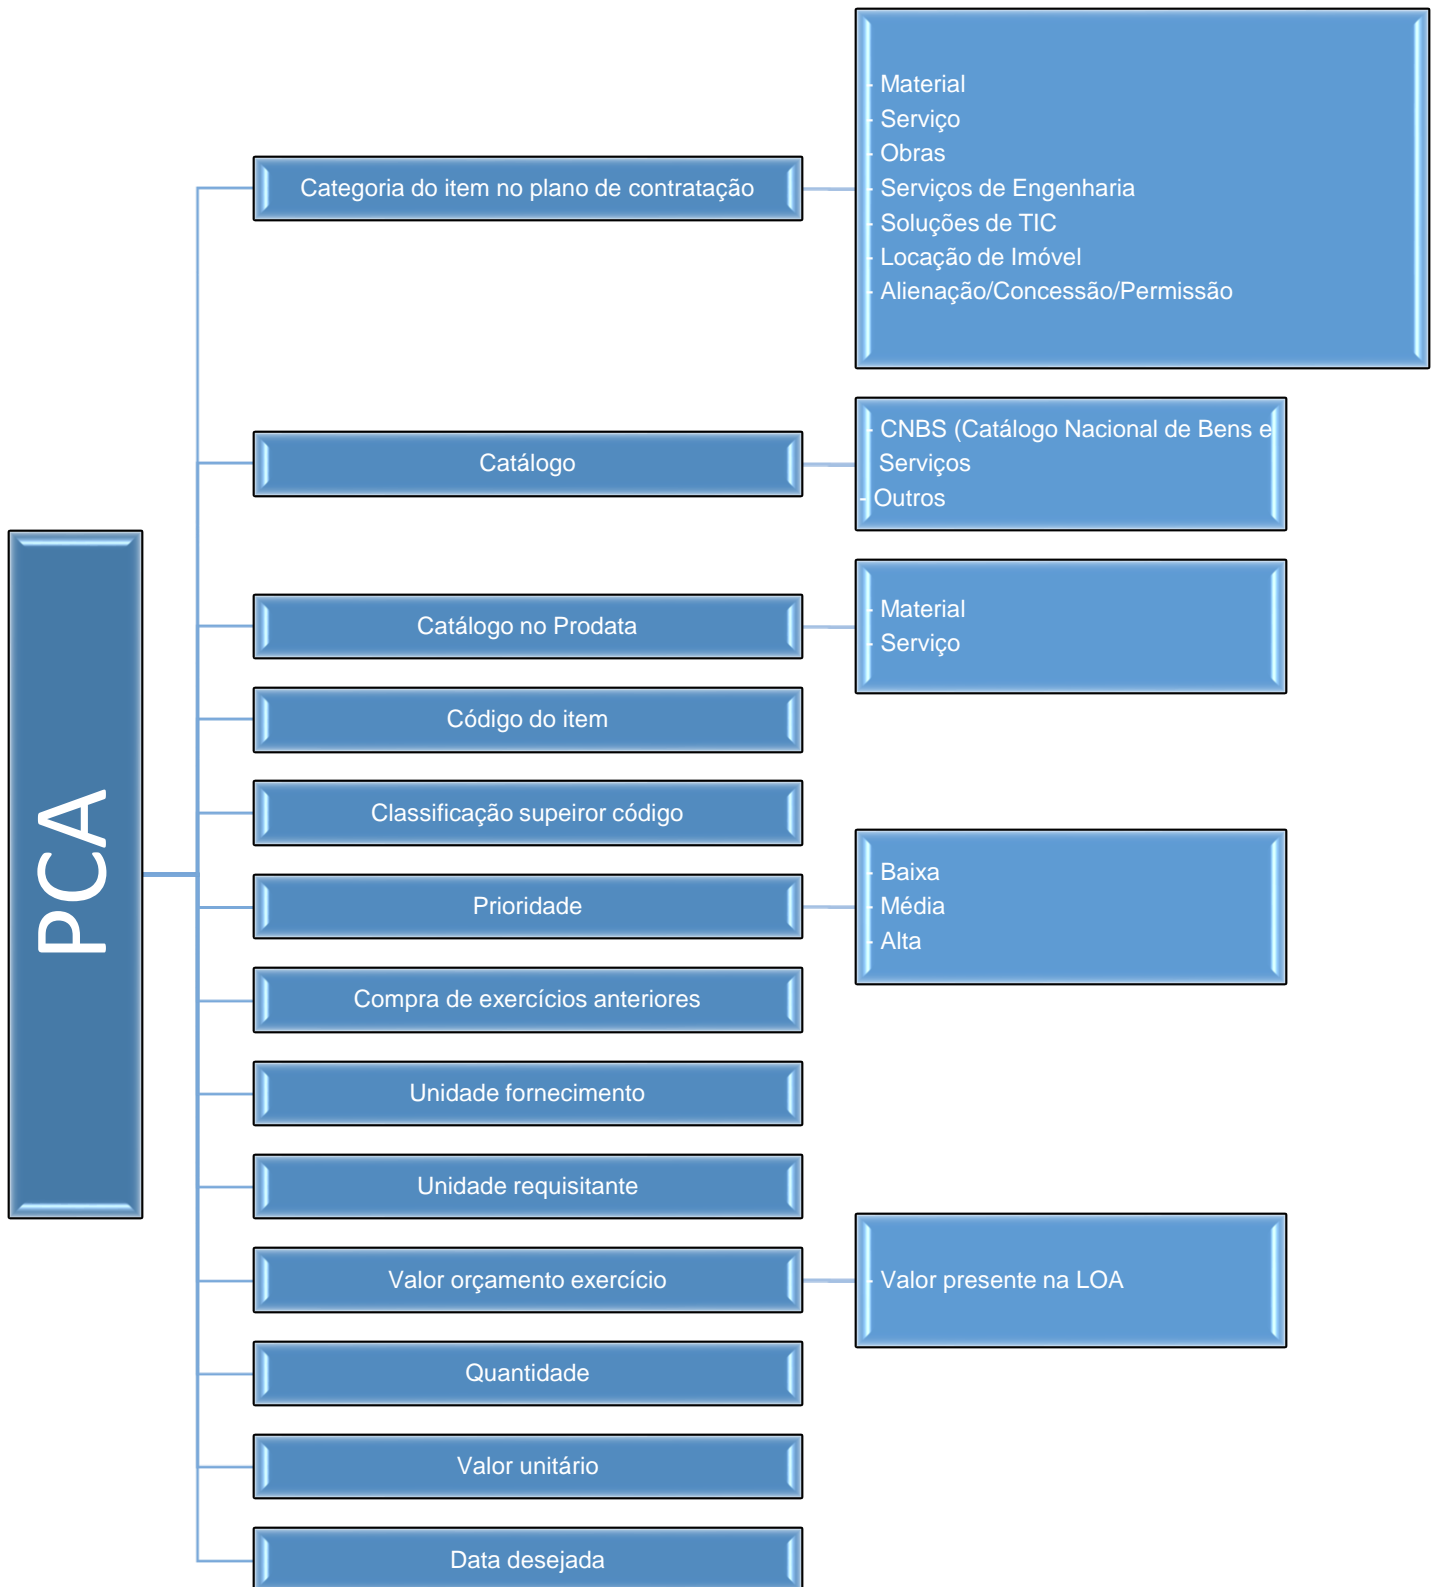 PCA
Categoria do item no plano de contratação
- Material
- Serviço
- Obras
- Serviços de Engenharia
- Soluções de TIC
- Locação de Imóvel
- Alienação/Concessão/Permissão
Catálogo
- CNBS (Catálogo Nacional de Bens e
Serviços
- Outros
Catálogo no Prodata
- Material
- Serviço
Código do item
Classificação supeiror código
Prioridade
- Baixa
- Média
- Alta
Compra de exercícios anteriores
Unidade fornecimento
Unidade requisitante
Valor orçamento exercício
- Valor presente na LOA
Quantidade
Valor unitário
Data desejada